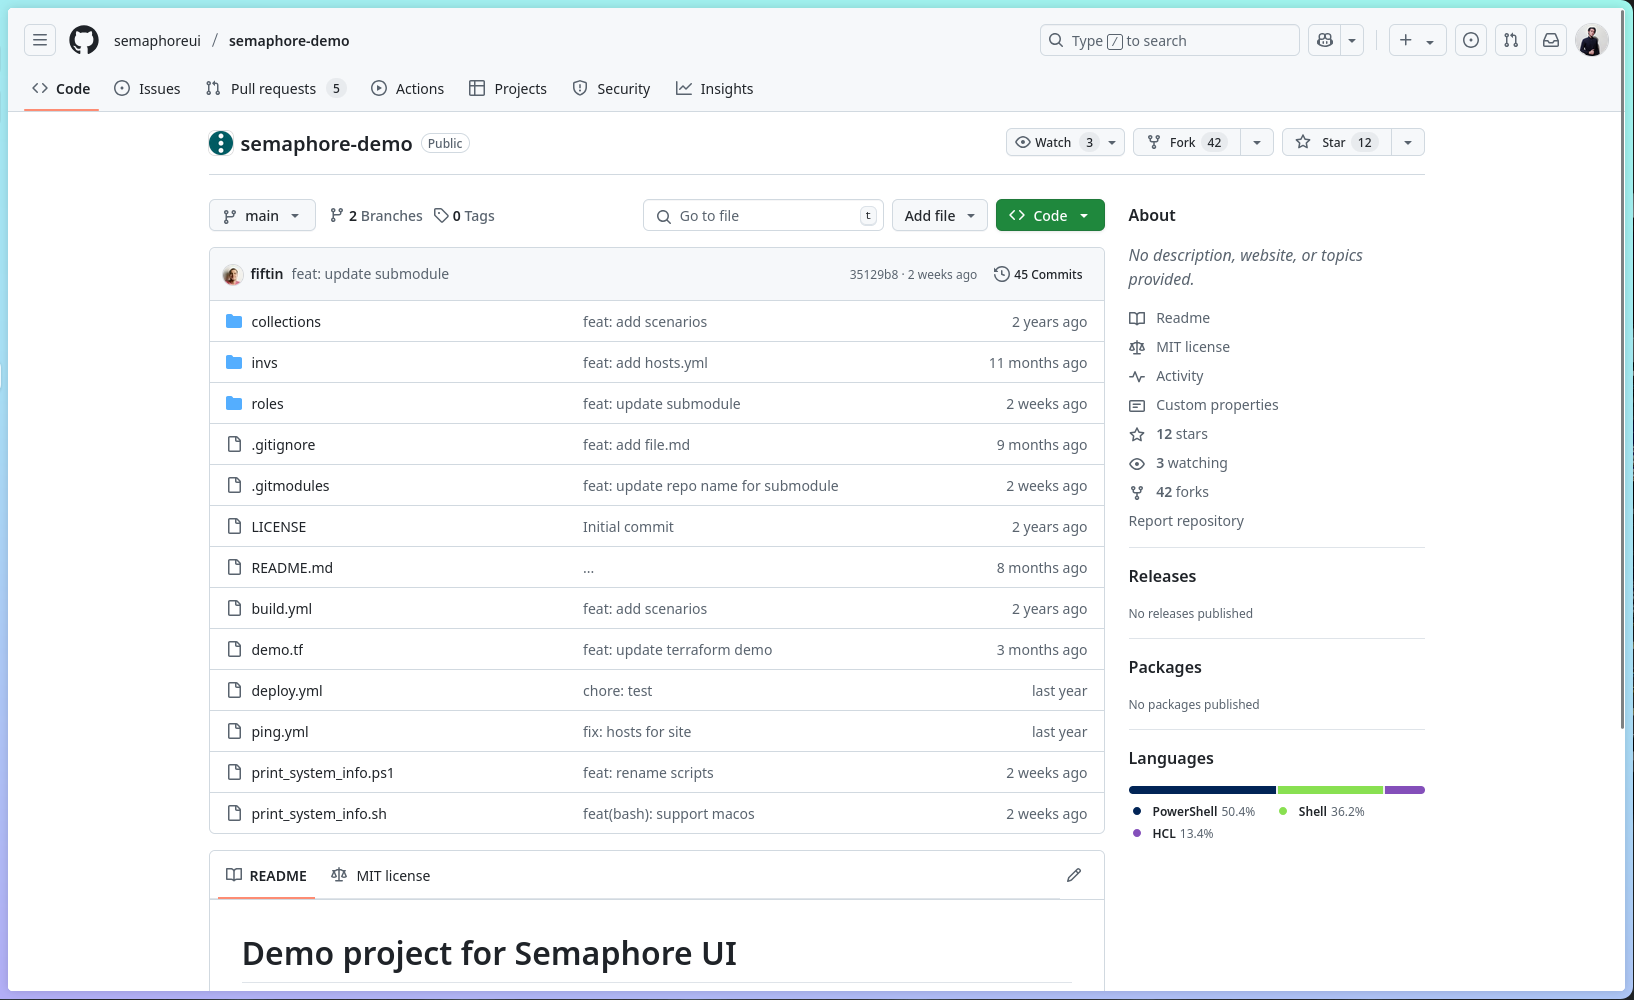 semaphoreui / semaphore-demo
Type / to search
Code Issues Pull requests 5 Actions Projects Security Insights
semaphore-demo Public
Watch 3 Fork 42 Star 12
main 2 Branches 0 Tags Go to file t Add file Code
fiftin feat: update submodule 35129b8 · 2 weeks ago 45 Commits
collections feat: add scenarios 2 years ago
invs feat: add hosts.yml 11 months ago
roles feat: update submodule 2 weeks ago
.gitignore feat: add file.md 9 months ago
.gitmodules feat: update repo name for submodule 2 weeks ago
LICENSE Initial commit 2 years ago
README.md ... 8 months ago
build.yml feat: add scenarios 2 years ago
demo.tf feat: update terraform demo 3 months ago
deploy.yml chore: test last year
ping.yml fix: hosts for site last year
print_system_info.ps1 feat: rename scripts 2 weeks ago
print_system_info.sh feat(bash): support macos 2 weeks ago
README MIT license
Demo project for Semaphore UI
About
No description, website, or topics
provided.
Readme
MIT license
Activity
Custom properties
12 stars
3 watching
42 forks
Report repository
Releases
No releases published
Packages
No packages published
Languages
PowerShell 50.4% Shell 36.2%
HCL 13.4%